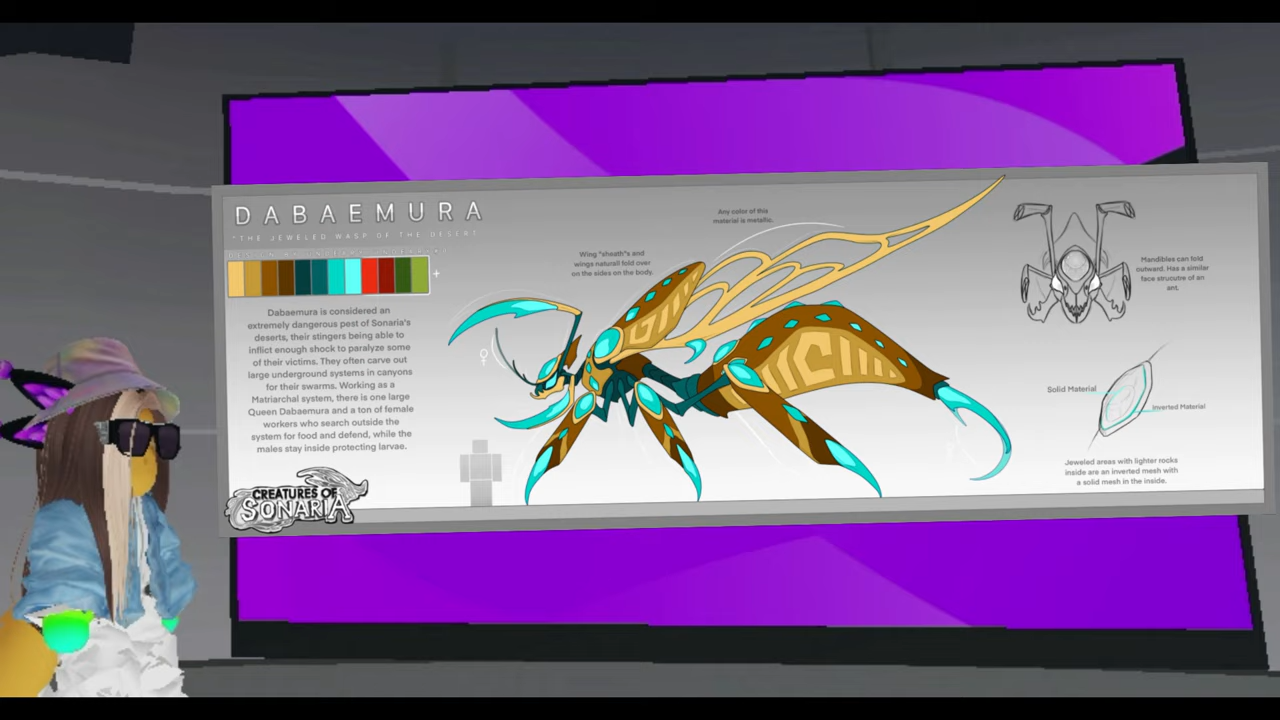 DABAEMURA
"THE JEWELED WASP OF THE DESERT
Dabaemura is considered an
extremely dangerous pest of Sonaria's
deserts, their stingers being able to
inflict enough shock to paralyze some
of their victims. They often carve out
large underground systems in canyons
for their swarms. Working as a
Matriarchal system, there is one large
Queen Dabaemura and a ton of female
workers who search outside the
system for food and defend, while the
males stay inside protecting larvae.
CREATURES OF
SONARIA
Wing "sheath"s and
wings naturall fold over
on the sides on the body.
Any color of this
material is metallic.
Mandibles can fold
outward. Has a similar
face strucutre of an
ant.
Solid Material
Inverted Material
Jeweled areas with lighter rocks
inside are an inverted mesh with
a solid mesh in the inside.